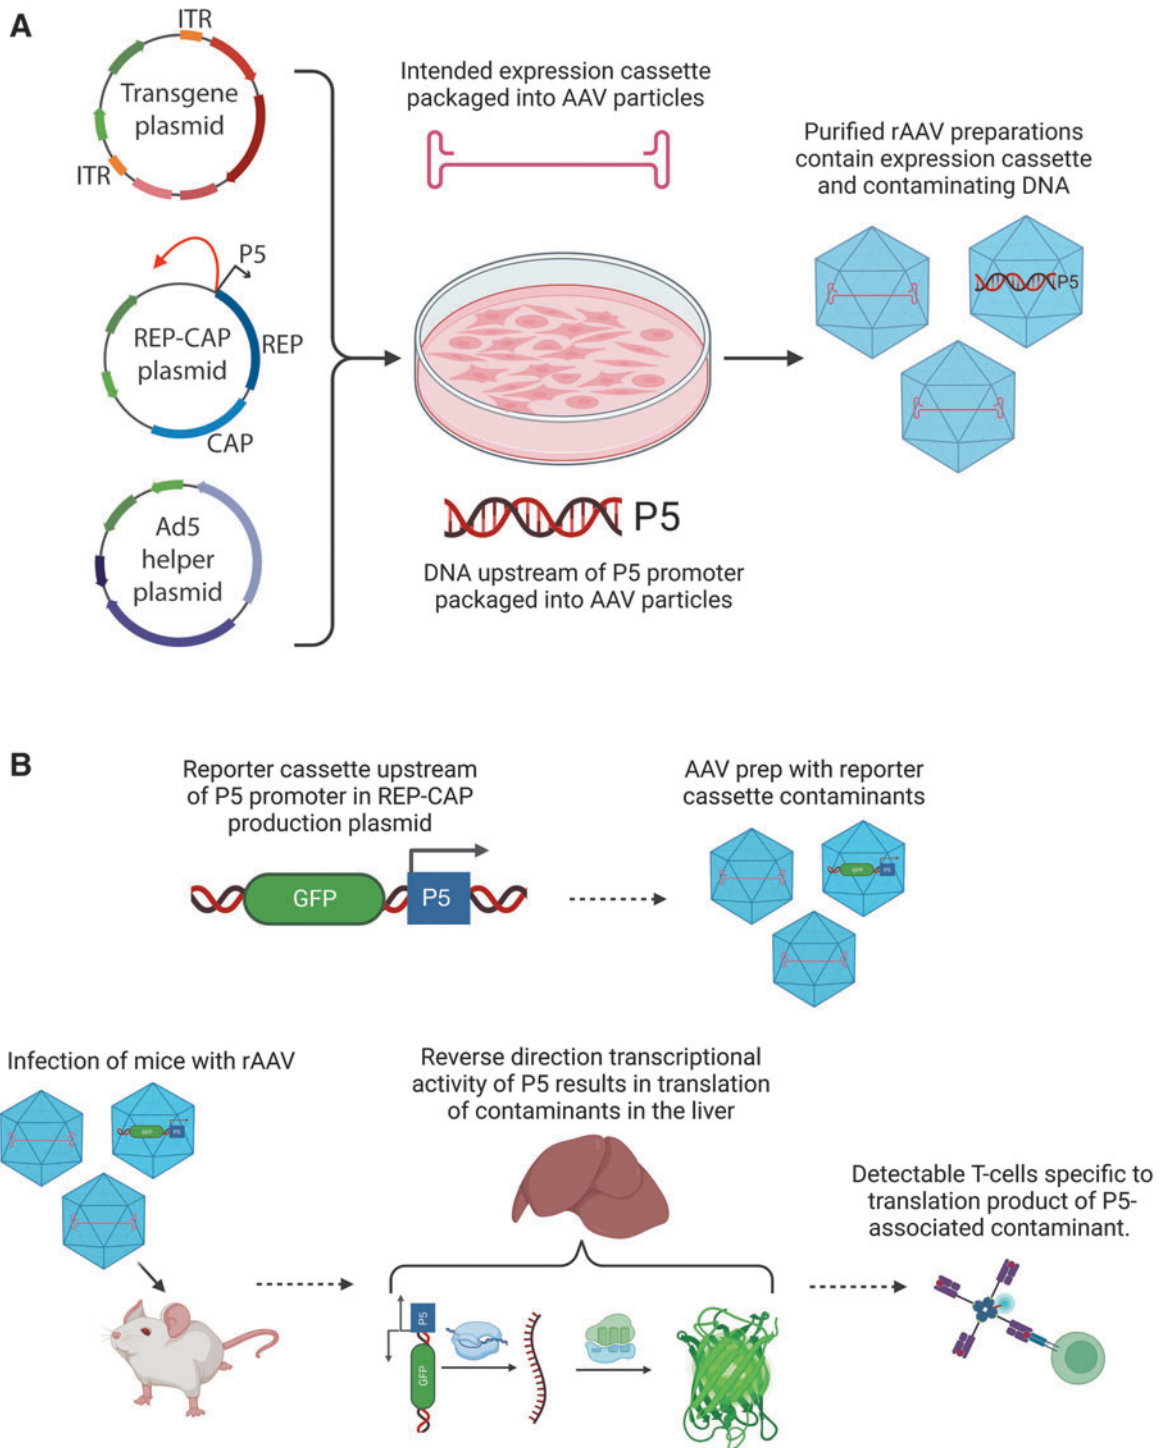 A
ITR
Transgene
plasmid
ITR
P5
REP-CAP
plasmid
REP
CAP
Ad5
helper
plasmid
Intended expression cassette
packaged into AAV particles
P5
DNA upstream of P5 promoter
packaged into AAV particles
Purified rAAV preparations
contain expression cassette
and contaminating DNA
P5
B
Reporter cassette upstream
of P5 promoter in REP-CAP
production plasmid
GFP
P5
AAV prep with reporter
cassette contaminants
GFP
P5
Infection of mice with rAAV
GFP
P5
Reverse direction transcriptional
activity of P5 results in translation
of contaminants in the liver
P5
GFP
Detectable T-cells specific to
translation product of P5-
associated contaminant.